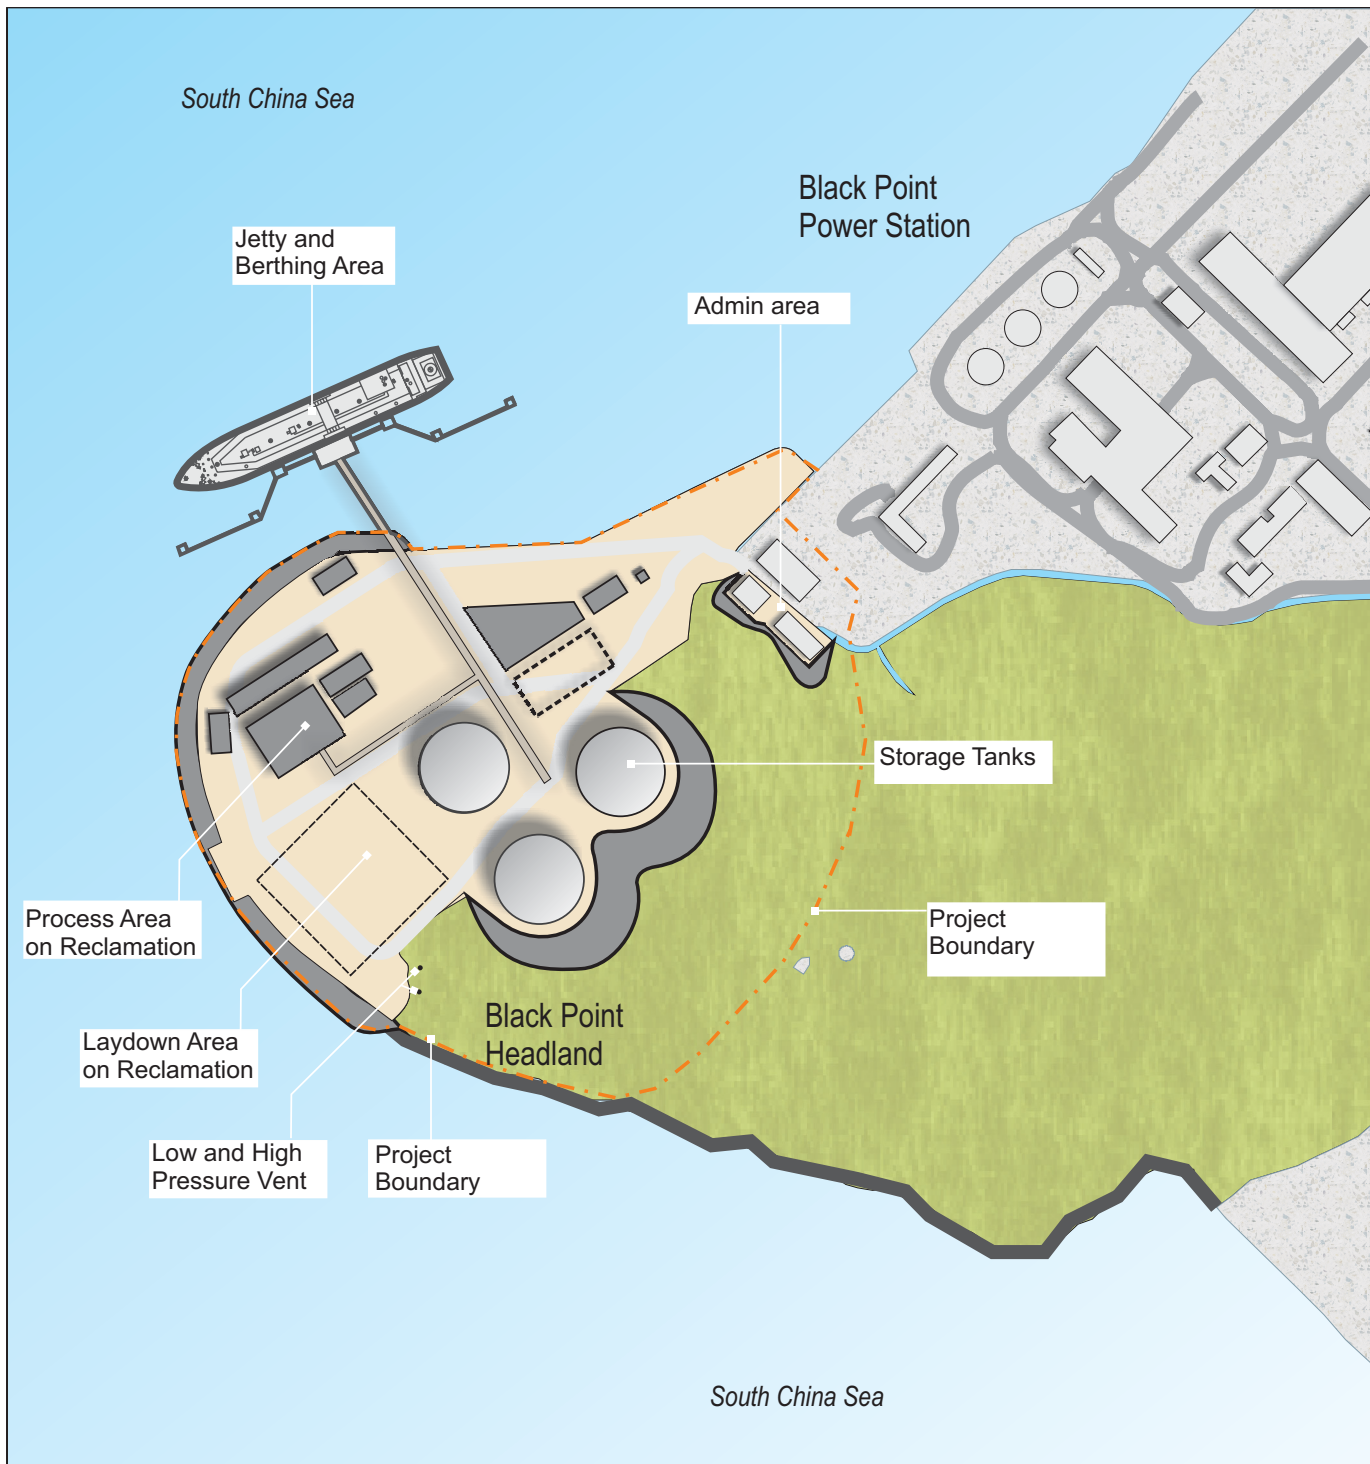 South China Sea
Black Point
Power Station
Jetty and
Berthing Area
Admin area
Storage Tanks
Process Area
on Reclamation
Project
Boundary
Black Point
Headland
Laydown Area
on Reclamation
Low and High
Pressure Vent
Project
Boundary
South China Sea